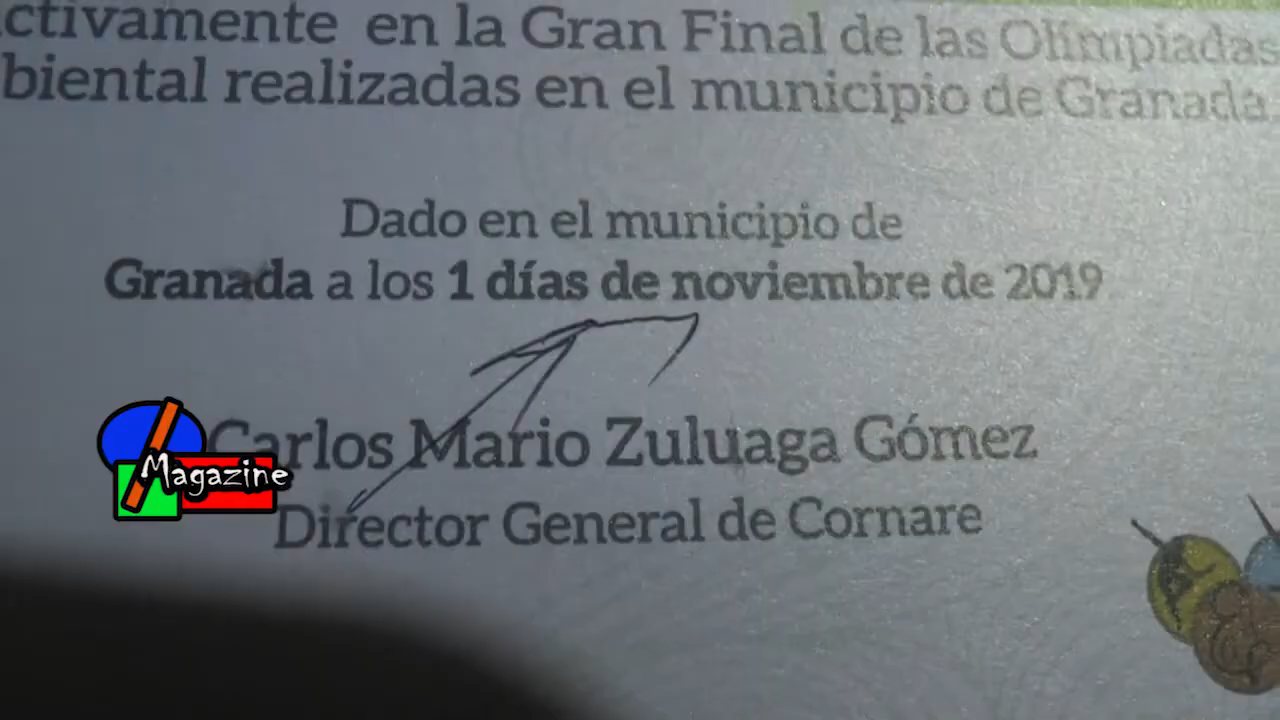 ctivamente en la Gran Final de las Olimpiadas
biental realizadas en el municipio de Granada.
Dado en el municipio de
Granada a los 1 días de noviembre de 2019
Carlos Mario Zuluaga Gómez
Magazine
Director General de Cornare